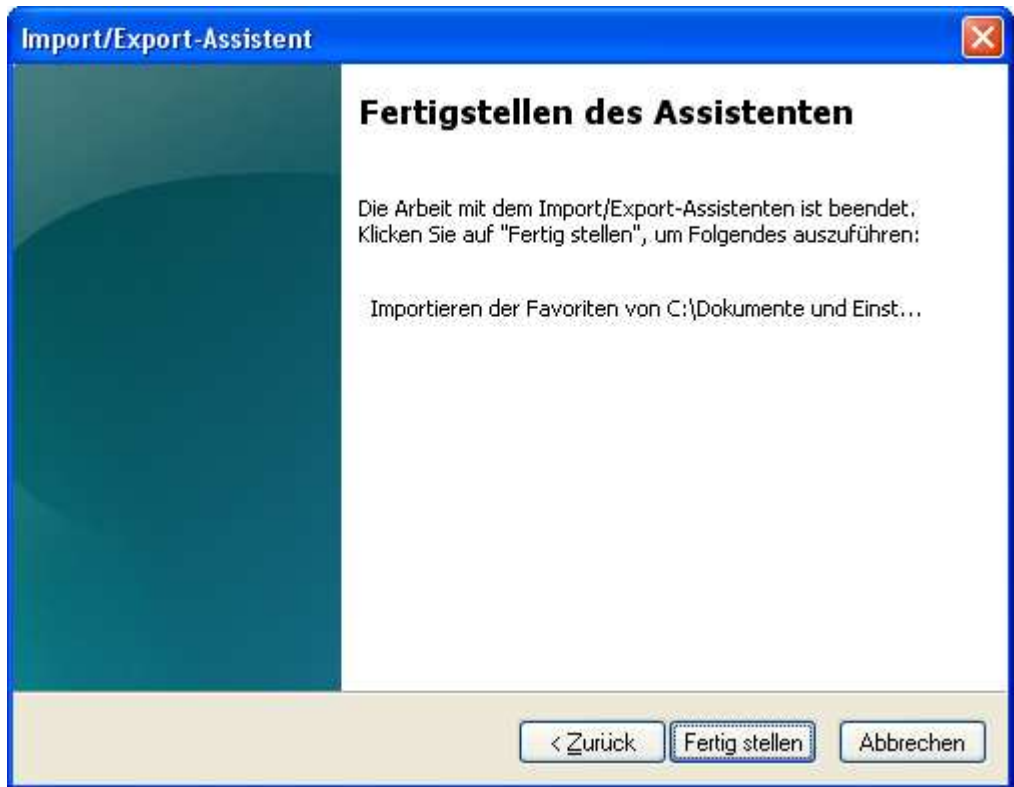 Import/Export-Assistent
Fertigstellen des Assistenten
Die Arbeit mit dem Import/Export-Assistenten ist beendet.
Klicken Sie auf "Fertig stellen", um Folgendes auszuführen:
Importieren der Favoriten von C:\Dokumente und Einst...
< Zurück Fertig stellen Abbrechen